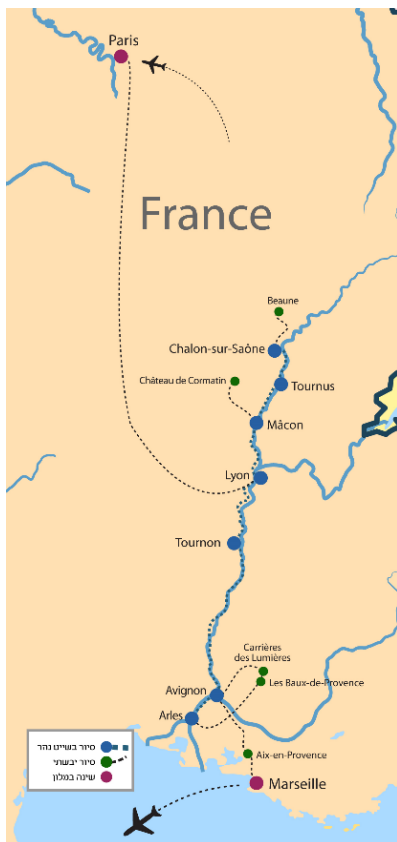 Paris
France
Beaune
Chalon-sur-Saône
Château de Cormatin
Tournus
Mâcon
Lyon
Tournon
Carrières
des Lumières
Les Baux-de-Provence
Avignon
Arles
Aix-en-Provence
Marseille
סיור בשייט נהר
סיור יבשתי
שינה במלון